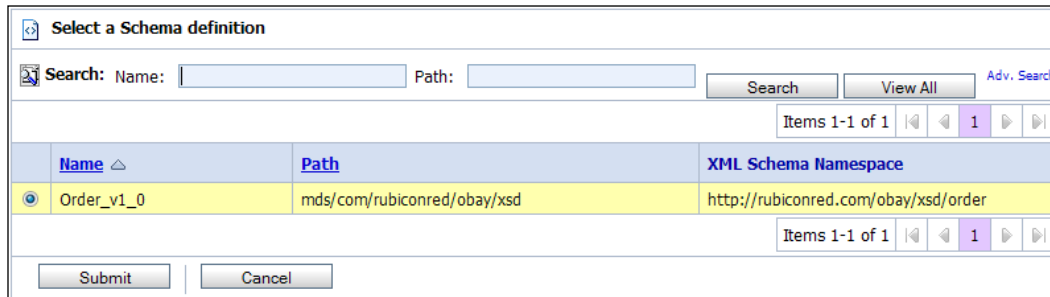 Select a Schema definition
Search: Name: Path: Search View All Adv. Search
Items 1-1 of 1 1
Name Path XML Schema Namespace
Order_v1_0 mds/com/rubiconred/obay/xsd http://rubiconred.com/obay/xsd/order
Items 1-1 of 1 1
Submit Cancel